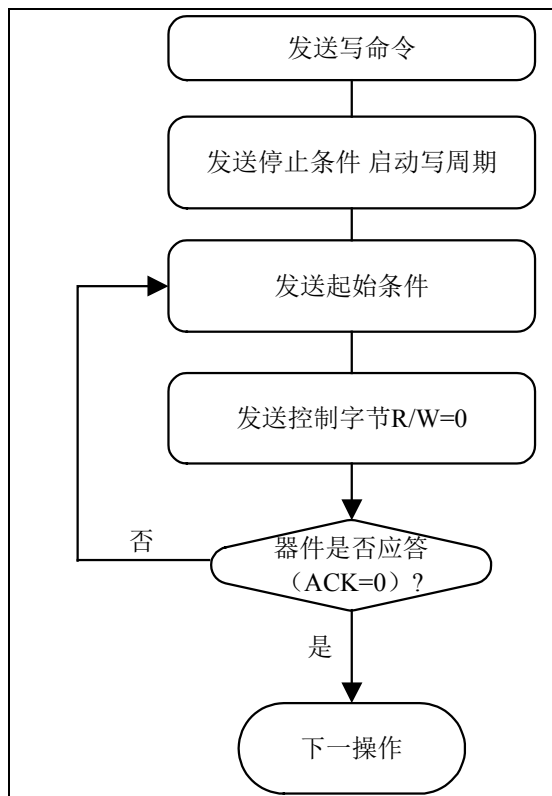 发送写命令
发送停止条件 启动写周期
发送起始条件
发送控制字节R/W=0
否
器件是否应答
（ACK=0）?
是
下一操作